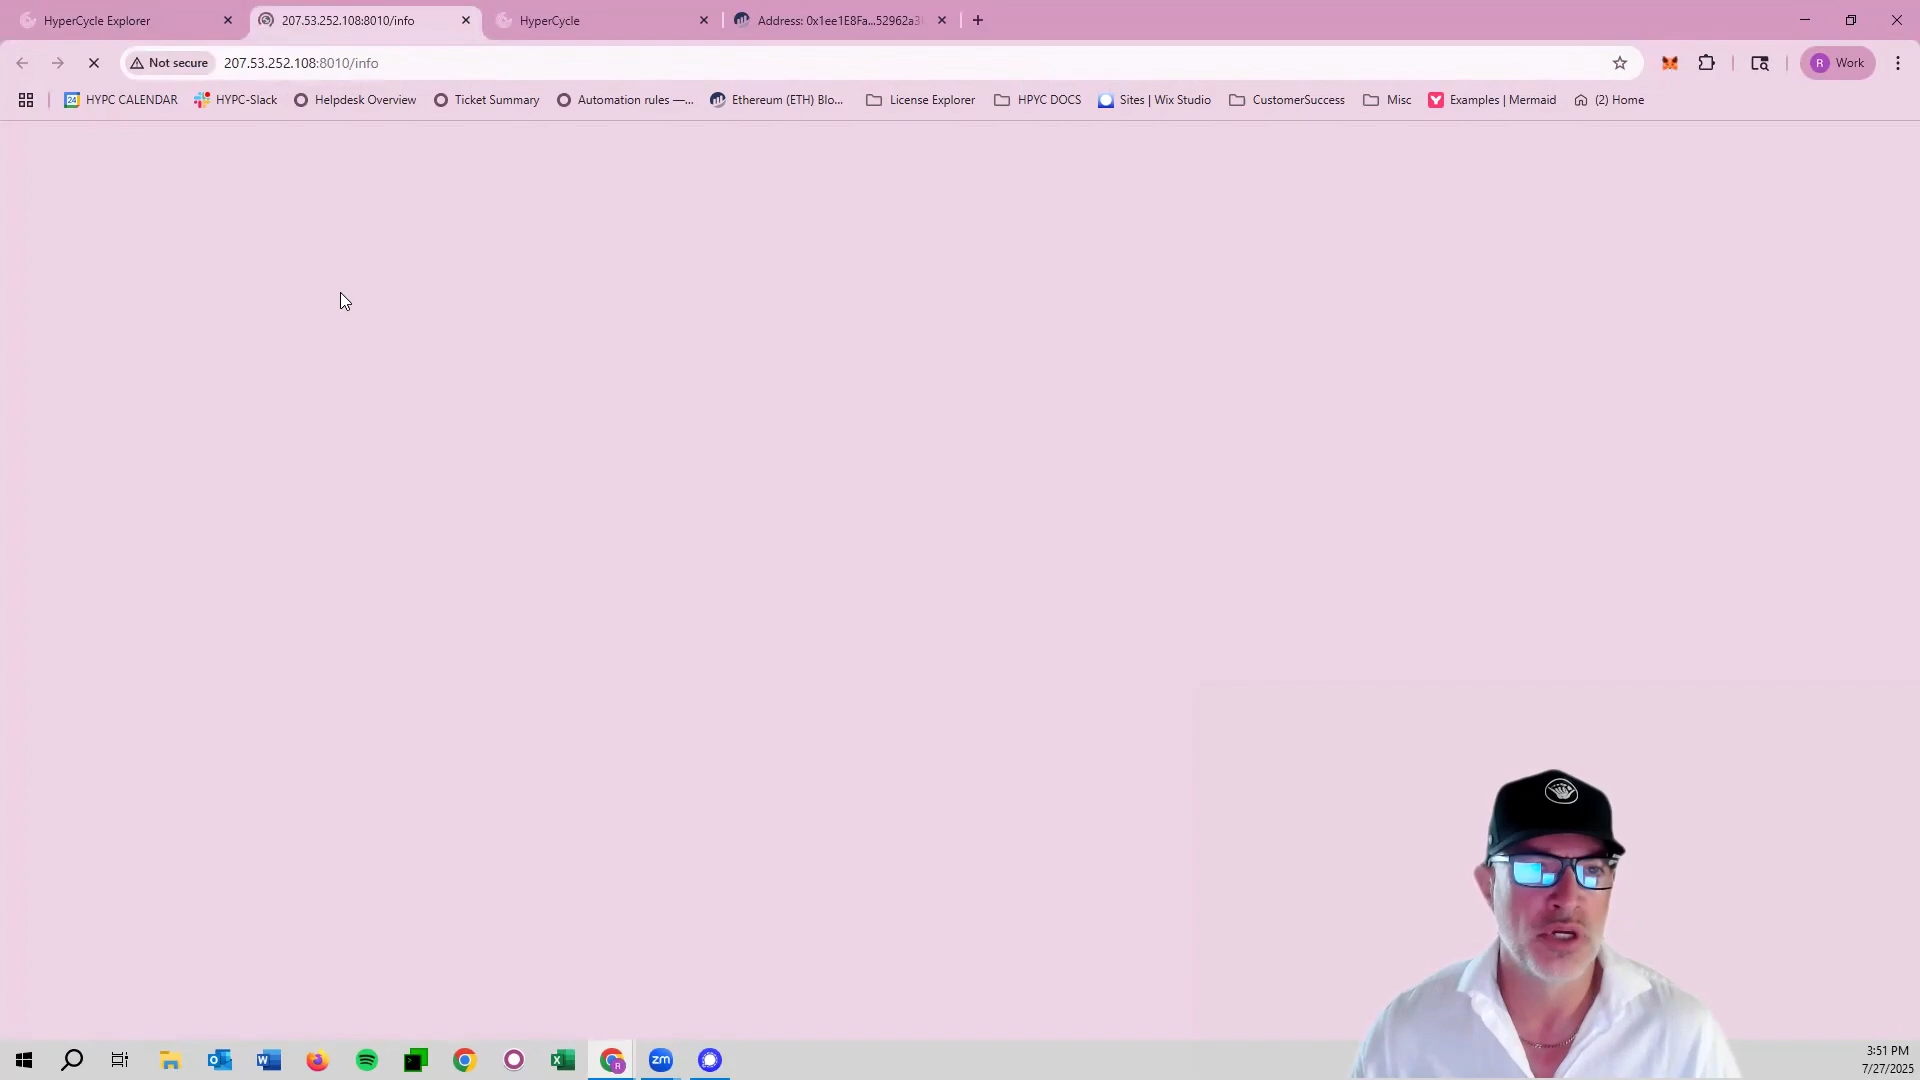 HyperCycle Explorer
207.53.252.108:8010/info
HyperCycle
Address: 0x1ee1E8Fa...52962a3
Not secure
207.53.252.108:8010/info
R
Work
24
HYPC CALENDAR
HYPC-Slack
Helpdesk Overview
Ticket Summary
Automation rules —...
Ethereum (ETH) Blo...
License Explorer
HPYC DOCS
Sites | Wix Studio
CustomerSuccess
Misc
Examples | Mermaid
(2) Home
zm
3:51 PM
7/27/2025